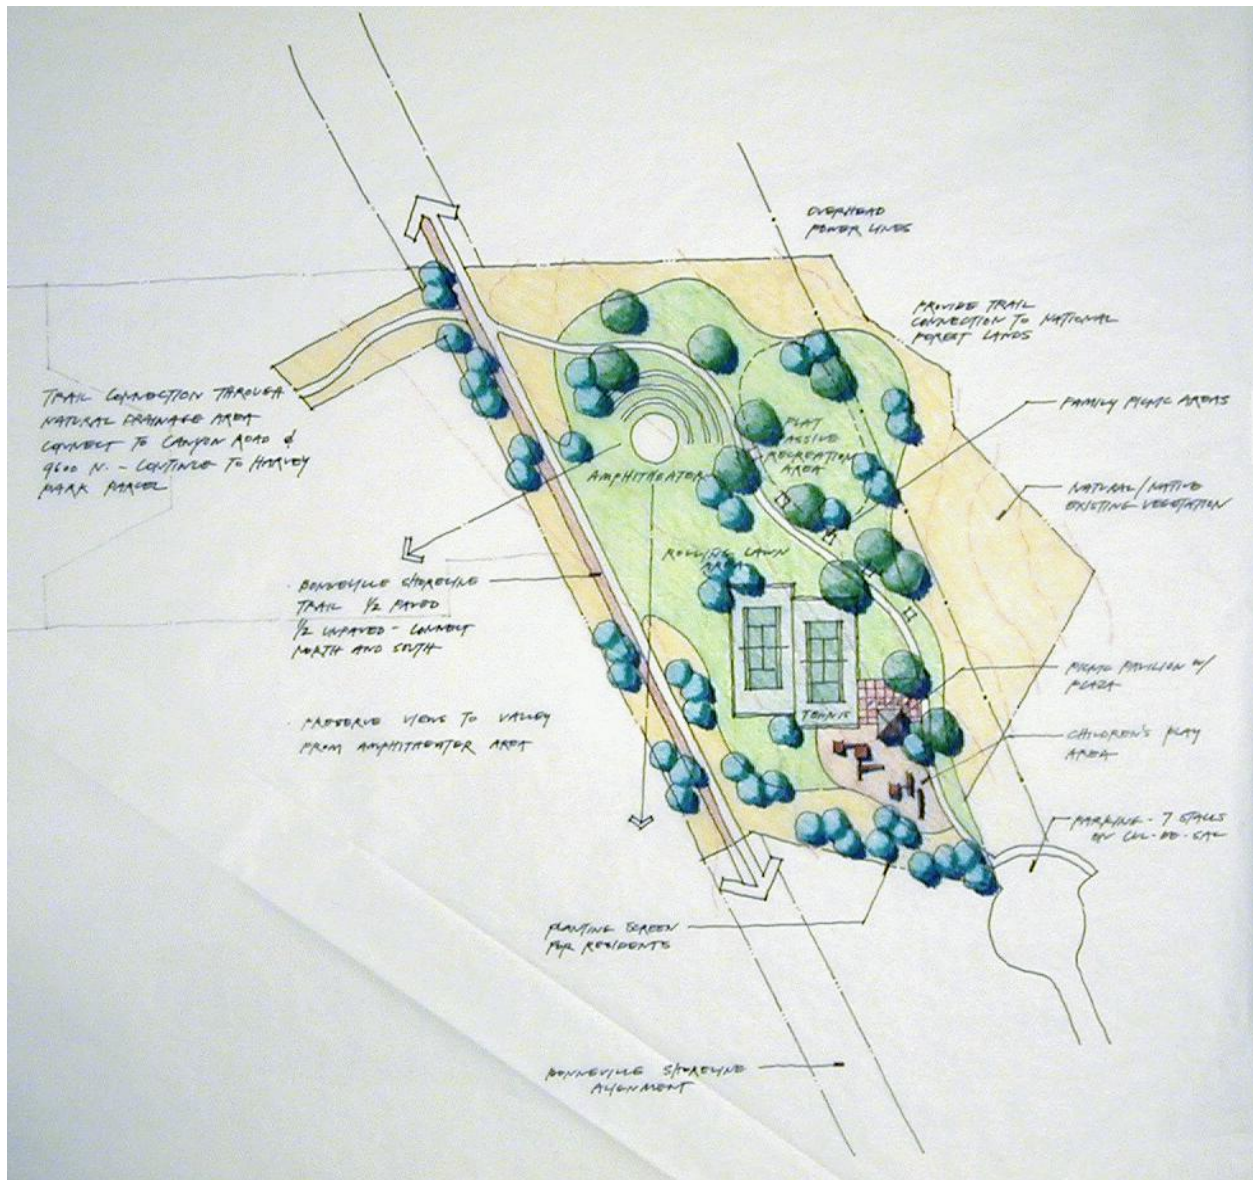 OVERHEAD
POWER LINES
PROVIDE TRAIL
CONNECTION TO NATIONAL
FOREST LANDS
TRAIL CONNECTION THROUGH
NATURAL DRAINAGE AREA
CONNECT TO CANYON ROAD &
9600 N. - CONTINUE TO HARVEY
PARK PARCEL
FAMILY PICNIC AREAS
PLAY
PASSIVE
RECREATION
AREA
AMPHITHEATER
NATURAL/NATIVE
EXISTING VEGETATION
ROLLING LAWN
AREA
BONNEVILLE SHORELINE
TRAIL 1/2 PAVED
1/2 UNPAVED - CONNECT
NORTH AND SOUTH
PICNIC PAVILION W/
PLAZA
TENNIS
PRESERVE VIEWS TO VALLEY
FROM AMPHITHEATER AREA
CHILDREN'S PLAY
AREA
PARKING - 7 STALLS
ON CUL-DE-SAC
PLANTING SCREEN
FOR RESIDENTS
BONNEVILLE SHORELINE
ALIGNMENT